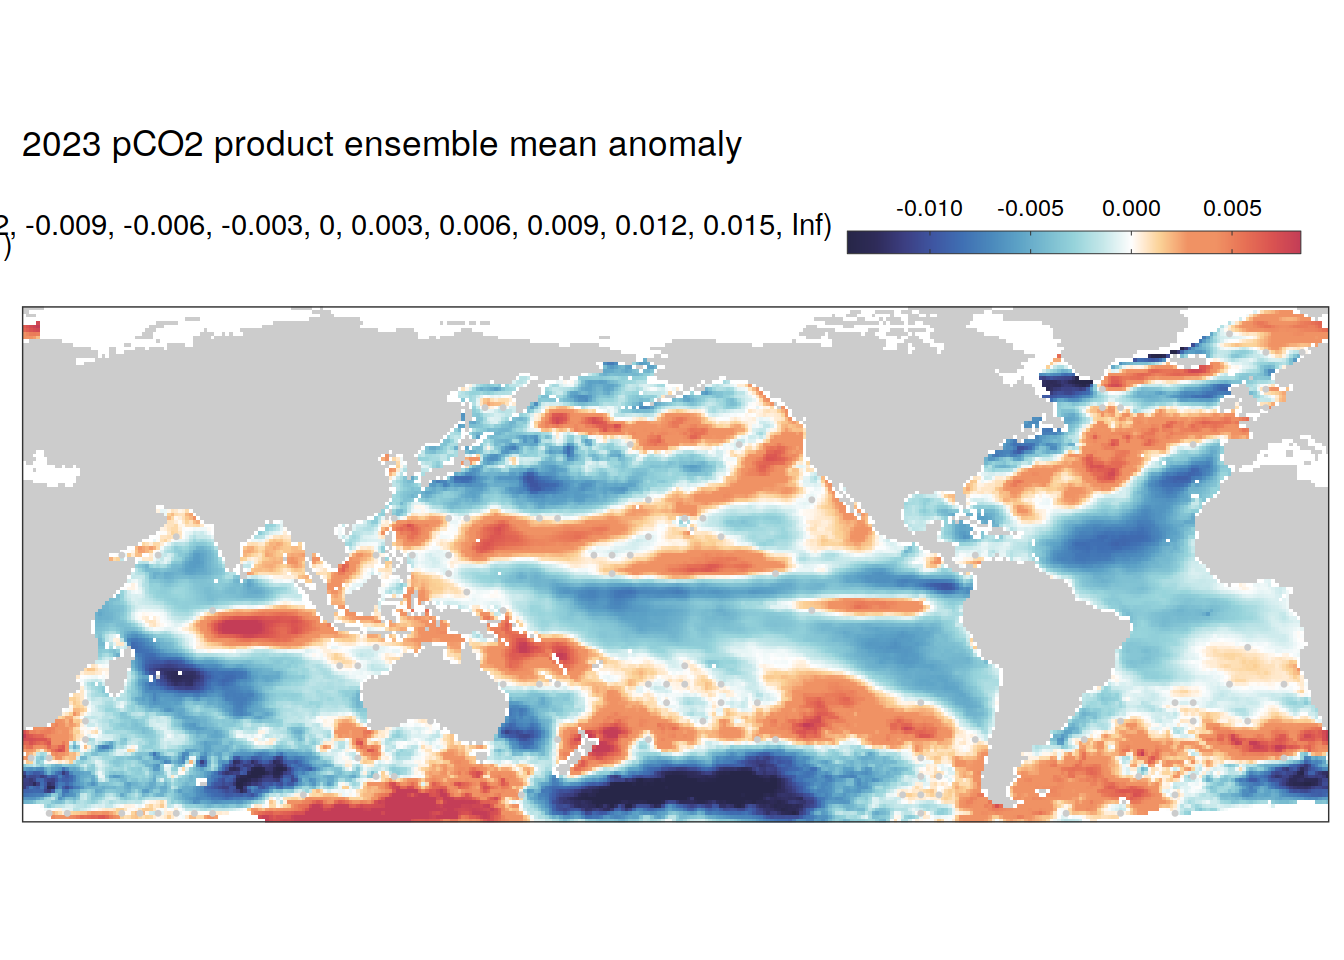 2023 pCO2 product ensemble mean anomaly
2, -0.009, -0.006, -0.003, 0, 0.003, 0.006, 0.009, 0.012, 0.015, Inf)
)
-0.010 -0.005 0.000 0.005